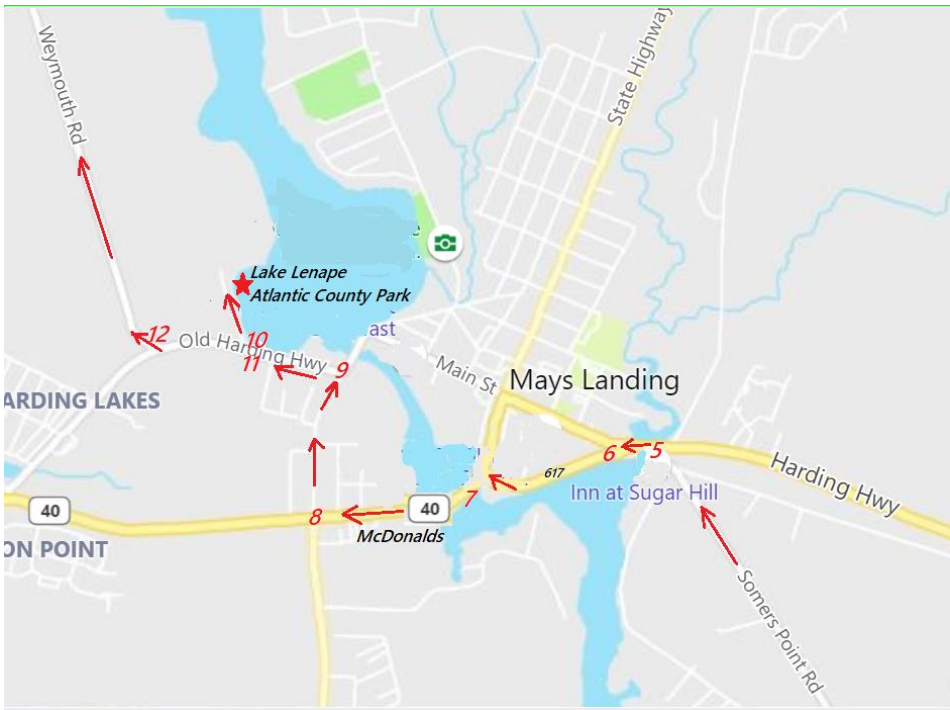 Weymouth Rd
State Highway
Lake Lenape
Atlantic County Park
12
10
Old Harding Hwy
11
9
ast
Main St
Mays Landing
ARDING LAKES
6
5
617
7
Harding Hwy
Inn at Sugar Hill
40
8
40
McDonalds
ON POINT
Somers Point Rd